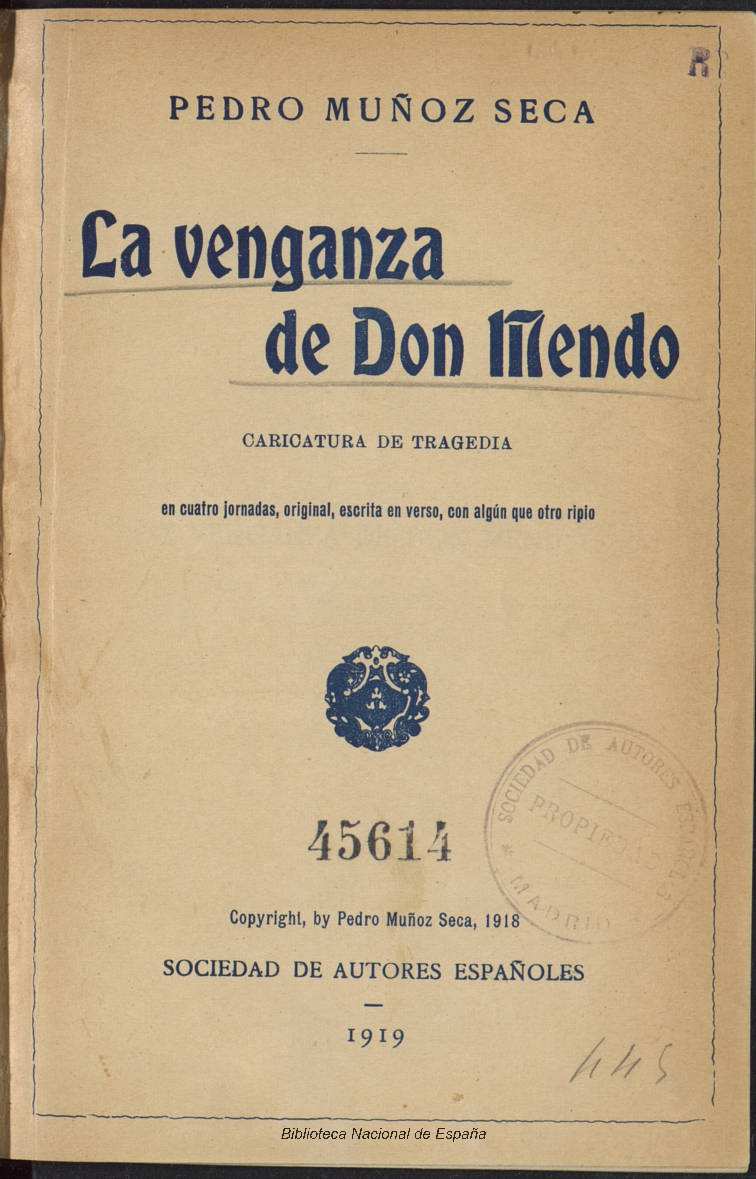 R
PEDRO MUÑOZ SECA
La venganza
de Don Mendo
CARICATURA DE TRAGEDIA
en cuatro jornadas, original, escrita en verso, con algún que otro ripio
45614
SOCIEDAD DE AUTORES
MADRID
Copyright, by Pedro Muñoz Seca, 1918
SOCIEDAD DE AUTORES ESPAÑOLES
1919
445
Biblioteca Nacional de España